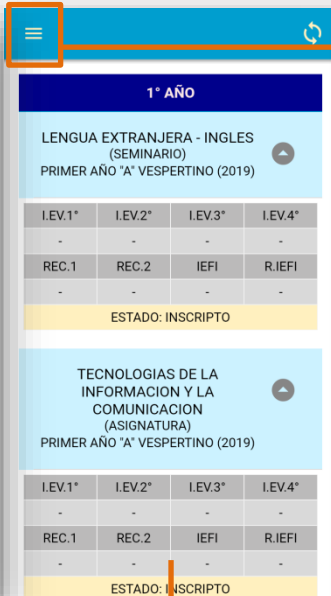 1° AÑO
LENGUA EXTRANJERA - INGLES
(SEMINARIO)
PRIMER AÑO "A" VESPERTINO (2019)
I.EV.1° I.EV.2° I.EV.3° I.EV.4°
- - - -
REC.1 REC.2 IEFI R.IEFI
- - - -
ESTADO: INSCRIPTO
TECNOLOGIAS DE LA
INFORMACION Y LA
COMUNICACION
(ASIGNATURA)
PRIMER AÑO "A" VESPERTINO (2019)
I.EV.1° I.EV.2° I.EV.3° I.EV.4°
- - - -
REC.1 REC.2 IEFI R.IEFI
- - - -
ESTADO: INSCRIPTO